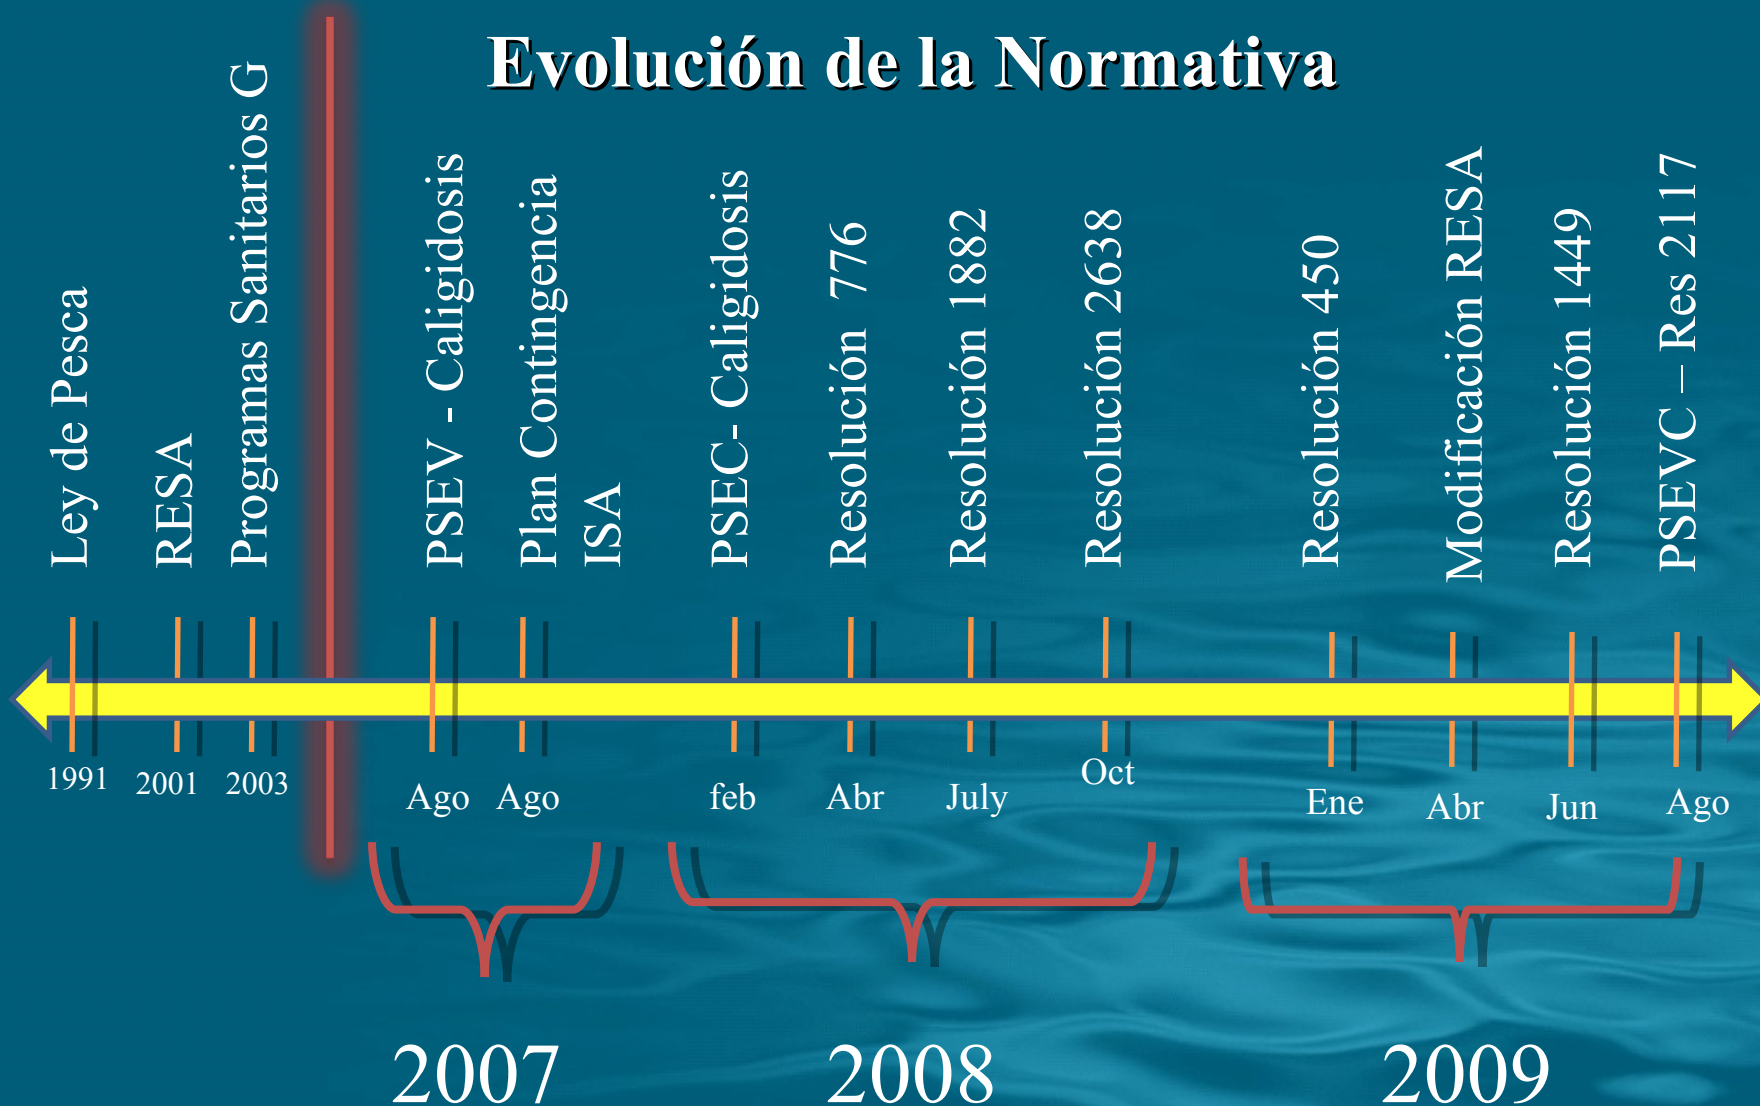 Evolución de la Normativa
Ley de Pesca
RESA
Programas Sanitarios G
PSEV - Caligidosis
Plan Contingencia
ISA
PSEC- Caligidosis
Resolución 776
Resolución 1882
Resolución 2638
Resolución 450
Modificación RESA
Resolución 1449
PSEVC – Res 2117
1991
2001
2003
Ago
Ago
feb
Abr
July
Oct
Ene
Abr
Jun
Ago
2007
2008
2009